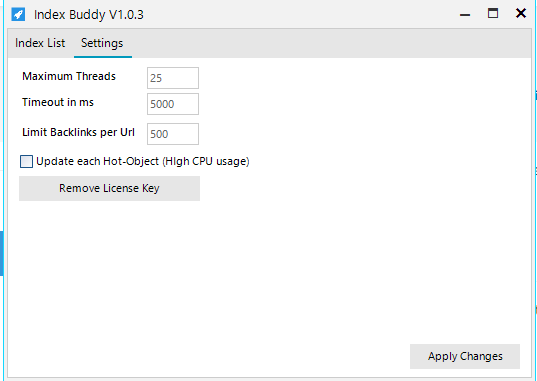 Index Buddy V1.0.3
Index List Settings
Maximum Threads 25
Timeout in ms 5000
Limit Backlinks per Url 500
Update each Hot-Object (HIgh CPU usage)
Remove License Key
Apply Changes